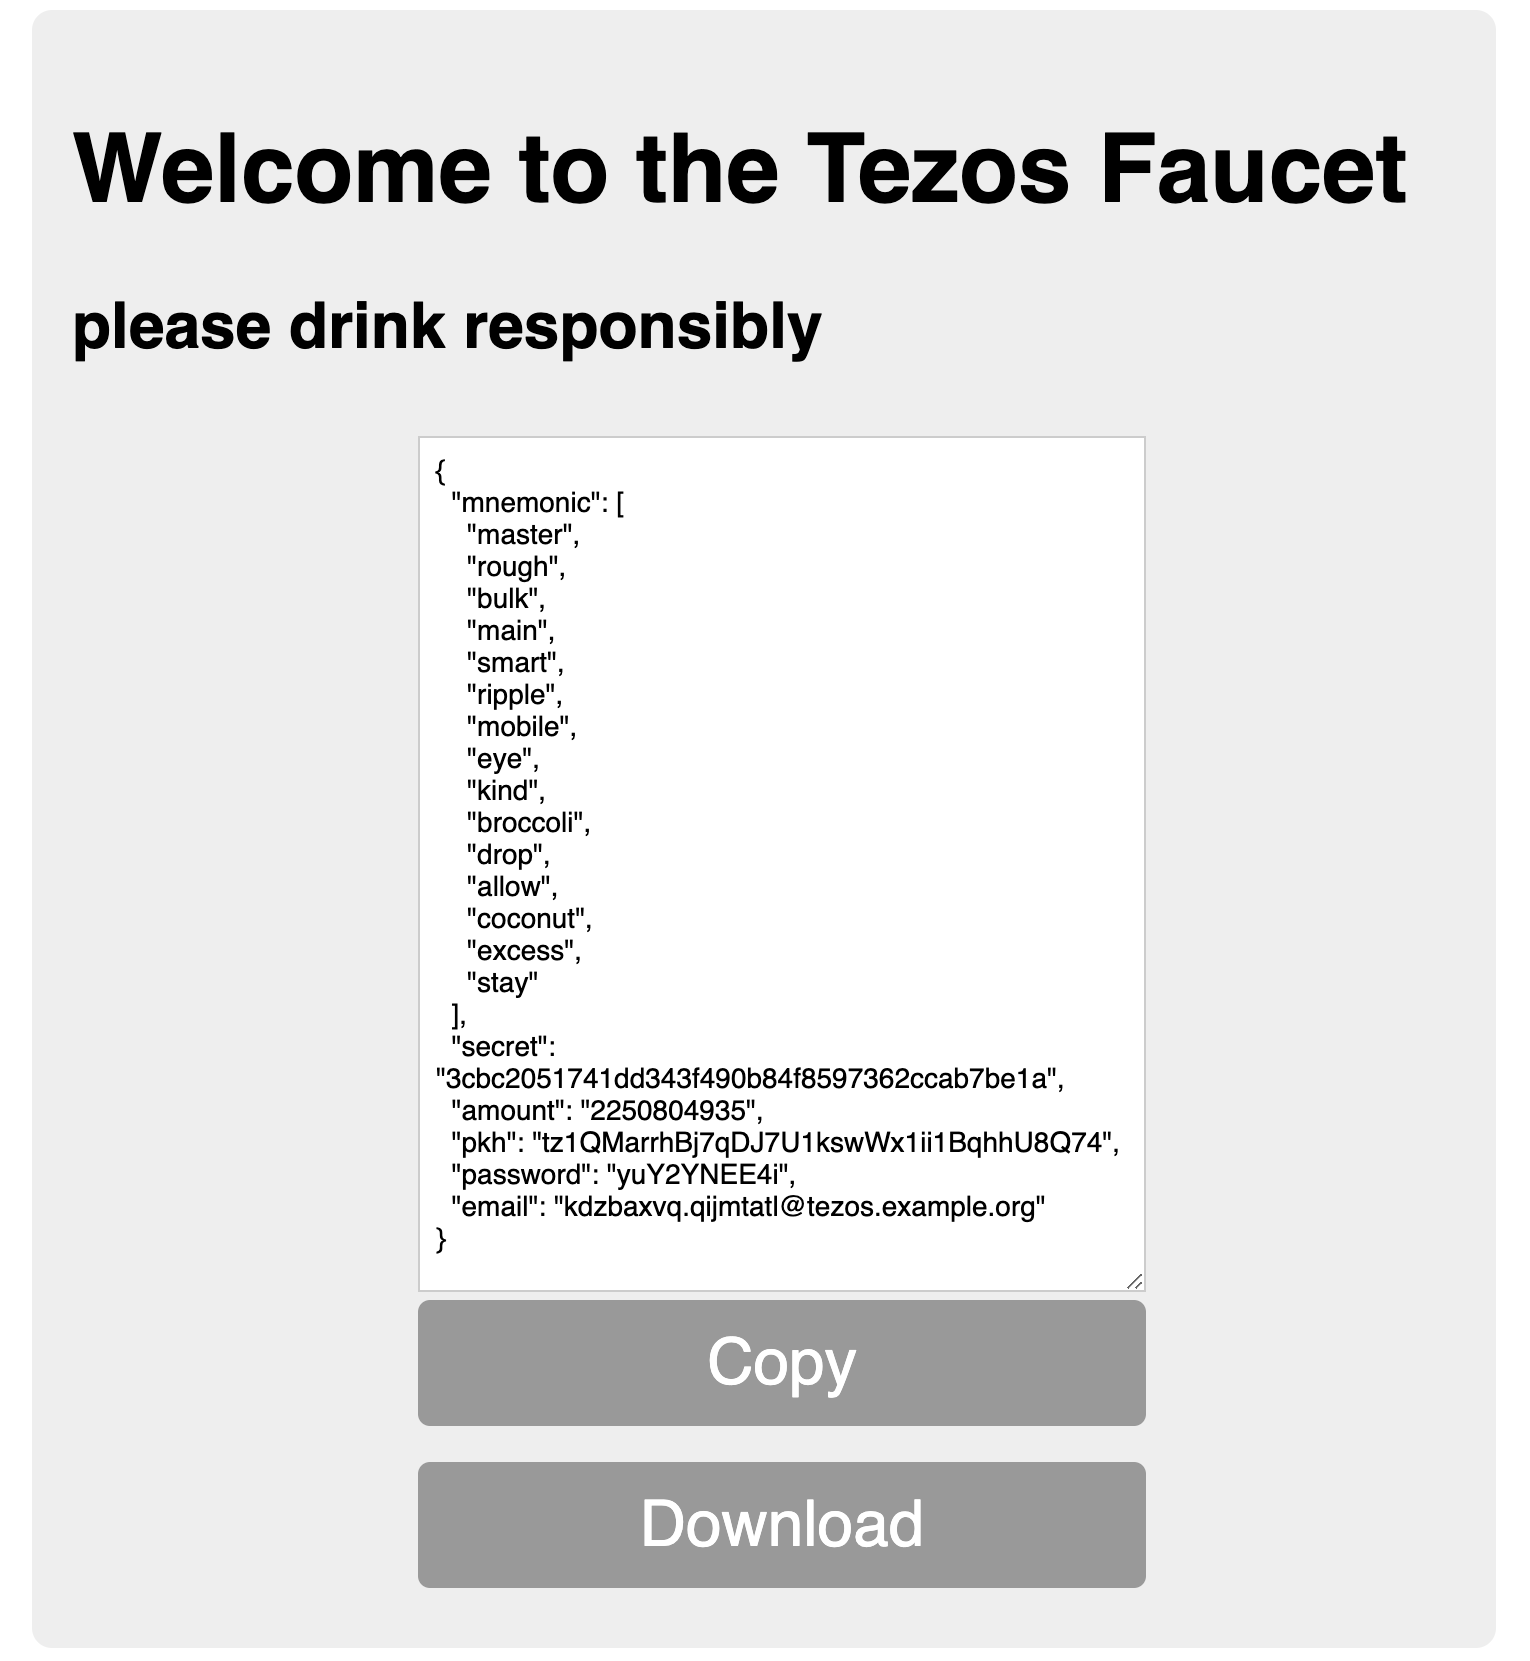 Welcome to the Tezos Faucet
please drink responsibly
{
"mnemonic": [
"master",
"rough",
"bulk",
"main",
"smart",
"ripple",
"mobile",
"eye",
"kind",
"broccoli",
"drop",
"allow",
"coconut",
"excess",
"stay"
],
"secret":
"3cbc2051741dd343f490b84f8597362ccab7be1a",
"amount": "2250804935",
"pkh": "tz1QMarrhBj7qDJ7U1kswWx1ii1BqhhU8Q74",
"password": "yuY2YNEE4i",
"email": "kdzbaxvq.qijmtatl@tezos.example.org"
}
Copy
Download